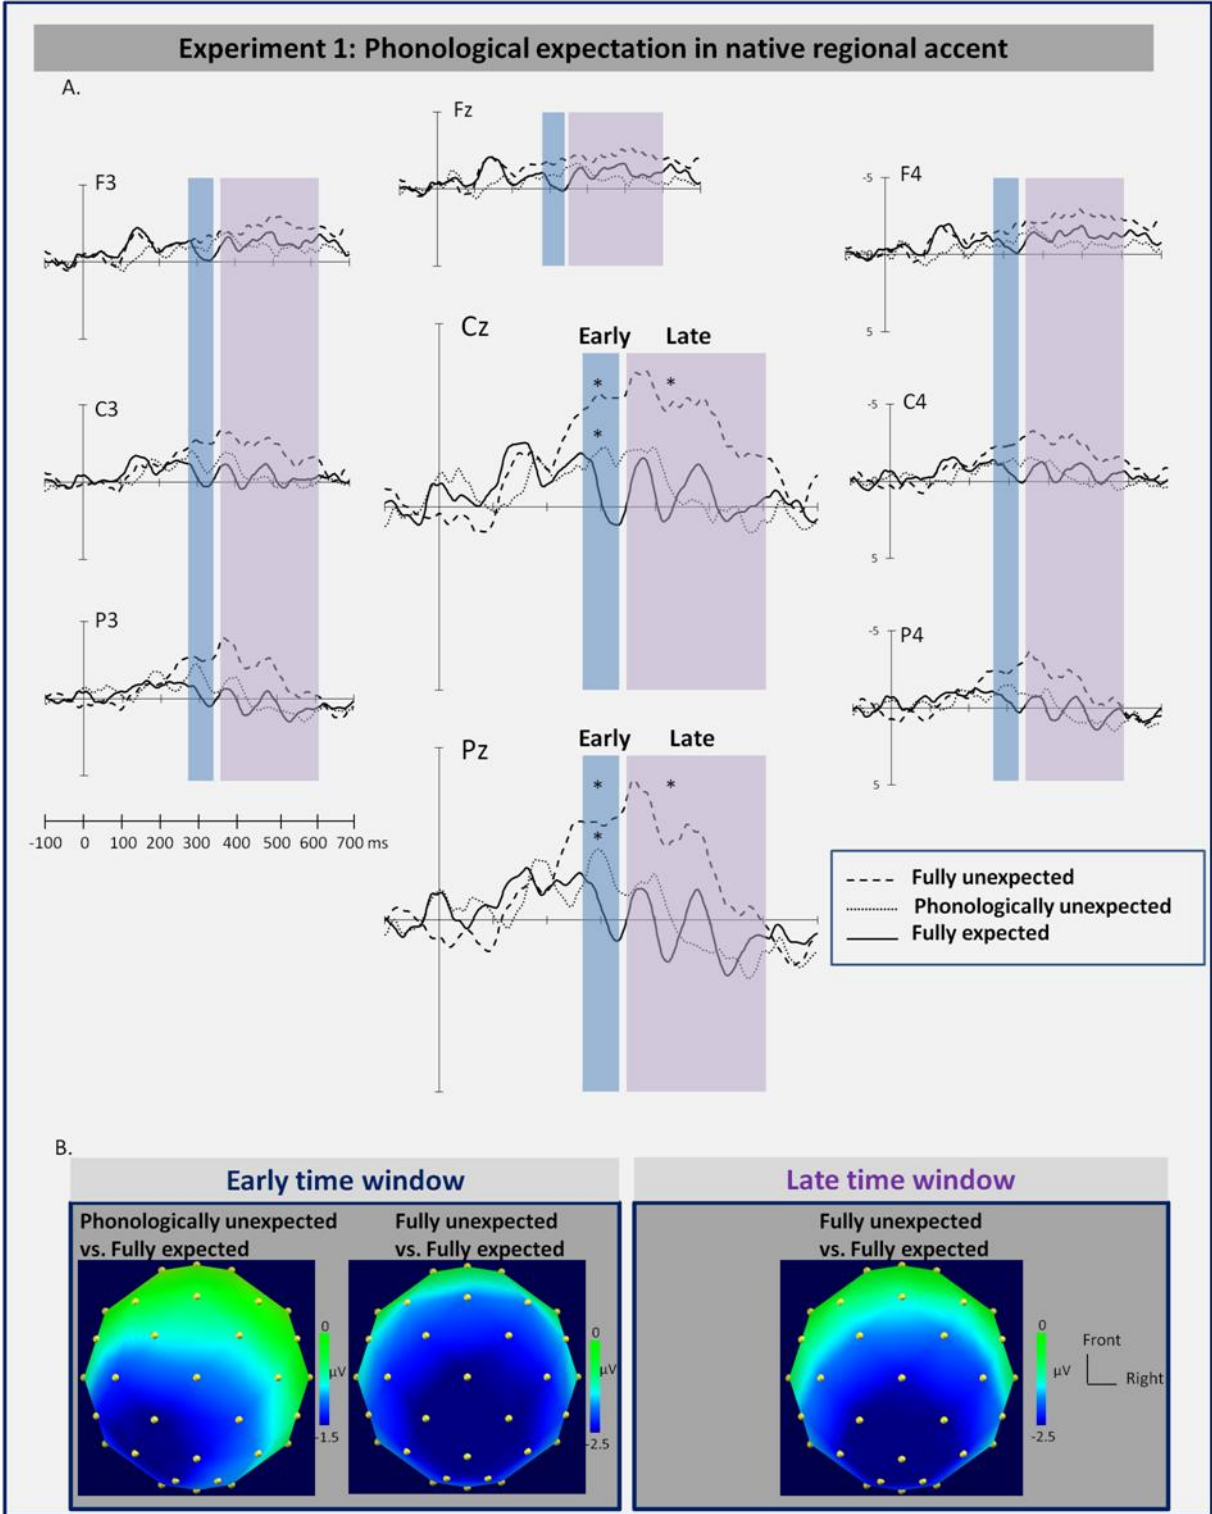 Experiment 1: Phonological expectation in native regional accent
A.
Fz
F3
-5
F4
5
Cz
Early
Late
*
*
*
C3
-5
C4
5
P3
-5
P4
5
Pz
Early
Late
*
*
*
-100 0 100 200 300 400 500 600 700 ms
Fully unexpected
Phonologically unexpected
Fully expected
B.
Early time window
Phonologically unexpected
vs. Fully expected
0
µV
-1.5
Fully unexpected
vs. Fully expected
0
µV
-2.5
Late time window
Fully unexpected
vs. Fully expected
0
µV
-2.5
Front
Right